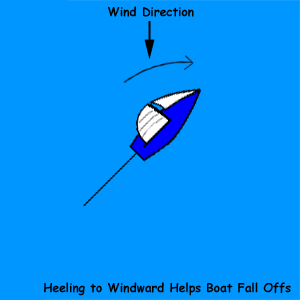 Wind Direction
Heeling to Windward Helps Boat Fall Offs